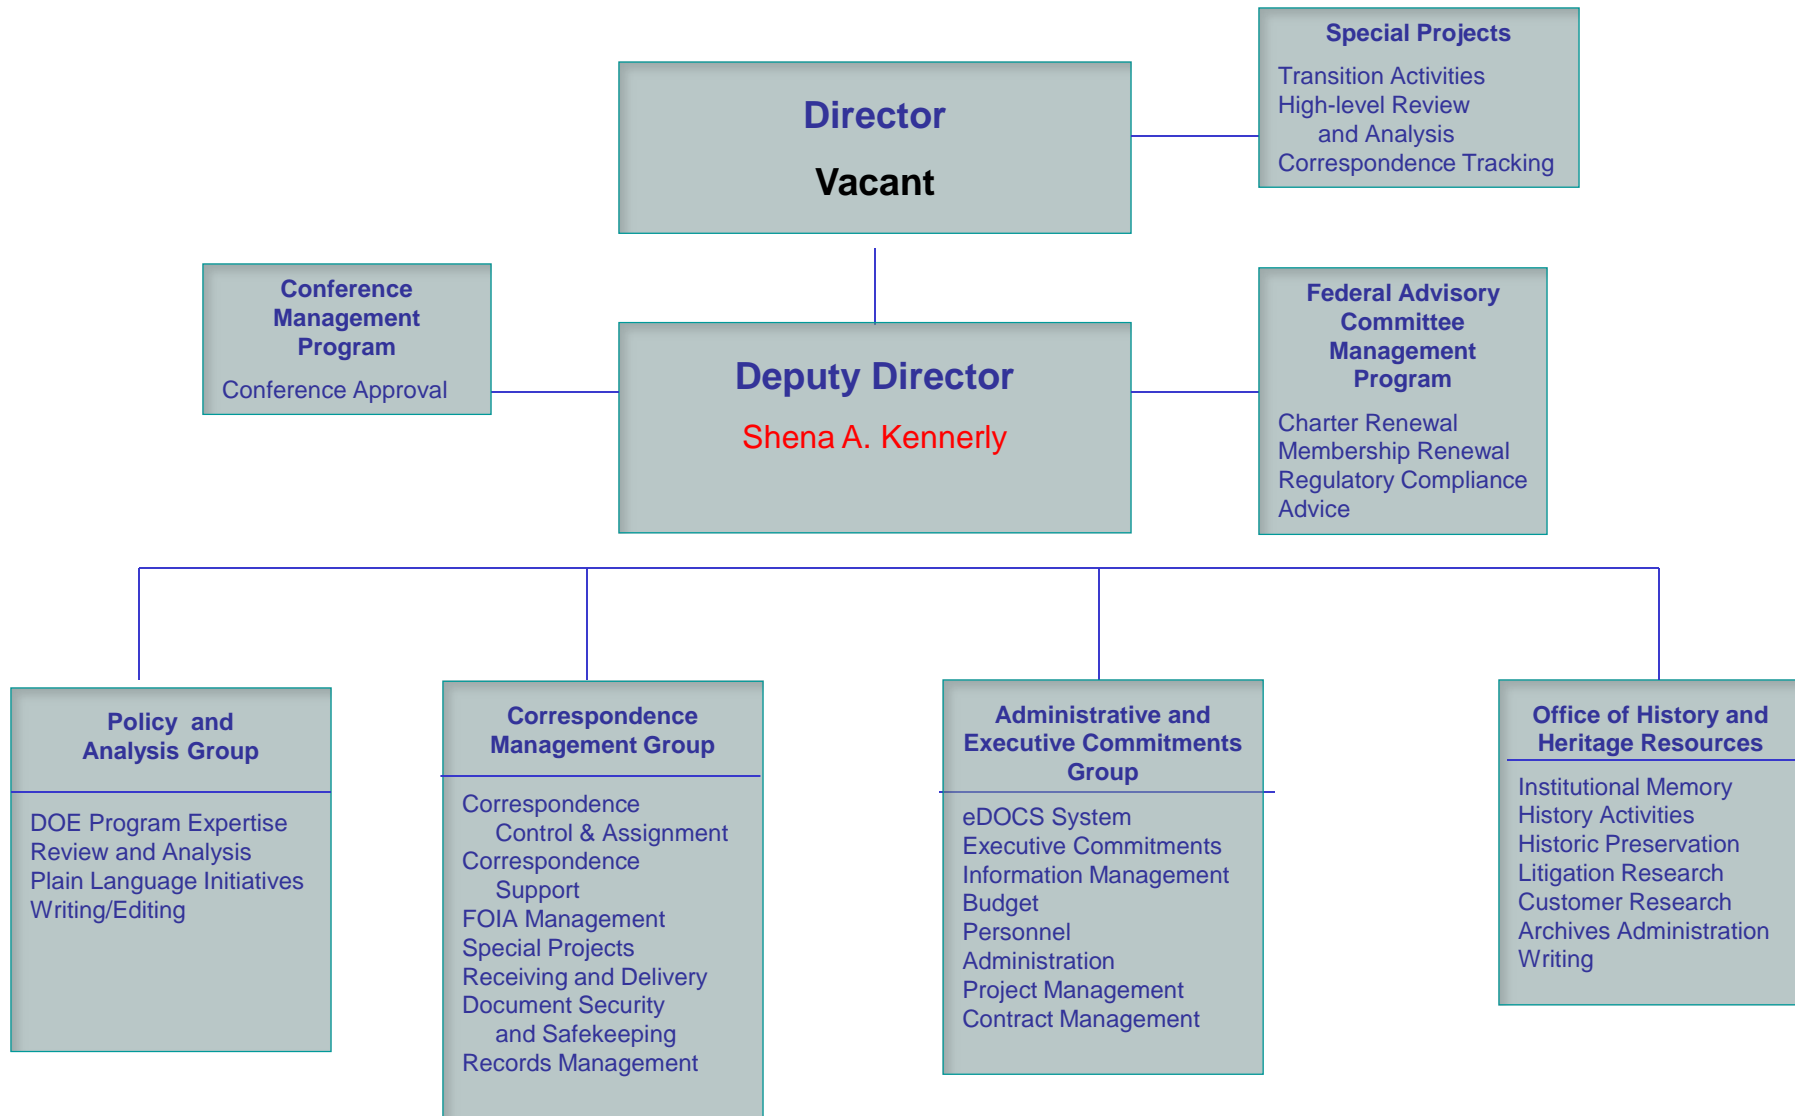 Special Projects
Transition Activities
High-level Review
and Analysis
Correspondence Tracking
Director
Vacant
Conference
Management
Program
Conference Approval
Deputy Director
Shena A. Kennerly
Federal Advisory
Committee
Management
Program
Charter Renewal
Membership Renewal
Regulatory Compliance
Advice
Policy and
Analysis Group
DOE Program Expertise
Review and Analysis
Plain Language Initiatives
Writing/Editing
Correspondence
Management Group
Correspondence
Control & Assignment
Correspondence
Support
FOIA Management
Special Projects
Receiving and Delivery
Document Security
and Safekeeping
Records Management
Administrative and
Executive Commitments
Group
eDOCS System
Executive Commitments
Information Management
Budget
Personnel
Administration
Project Management
Contract Management
Office of History and
Heritage Resources
Institutional Memory
History Activities
Historic Preservation
Litigation Research
Customer Research
Archives Administration
Writing